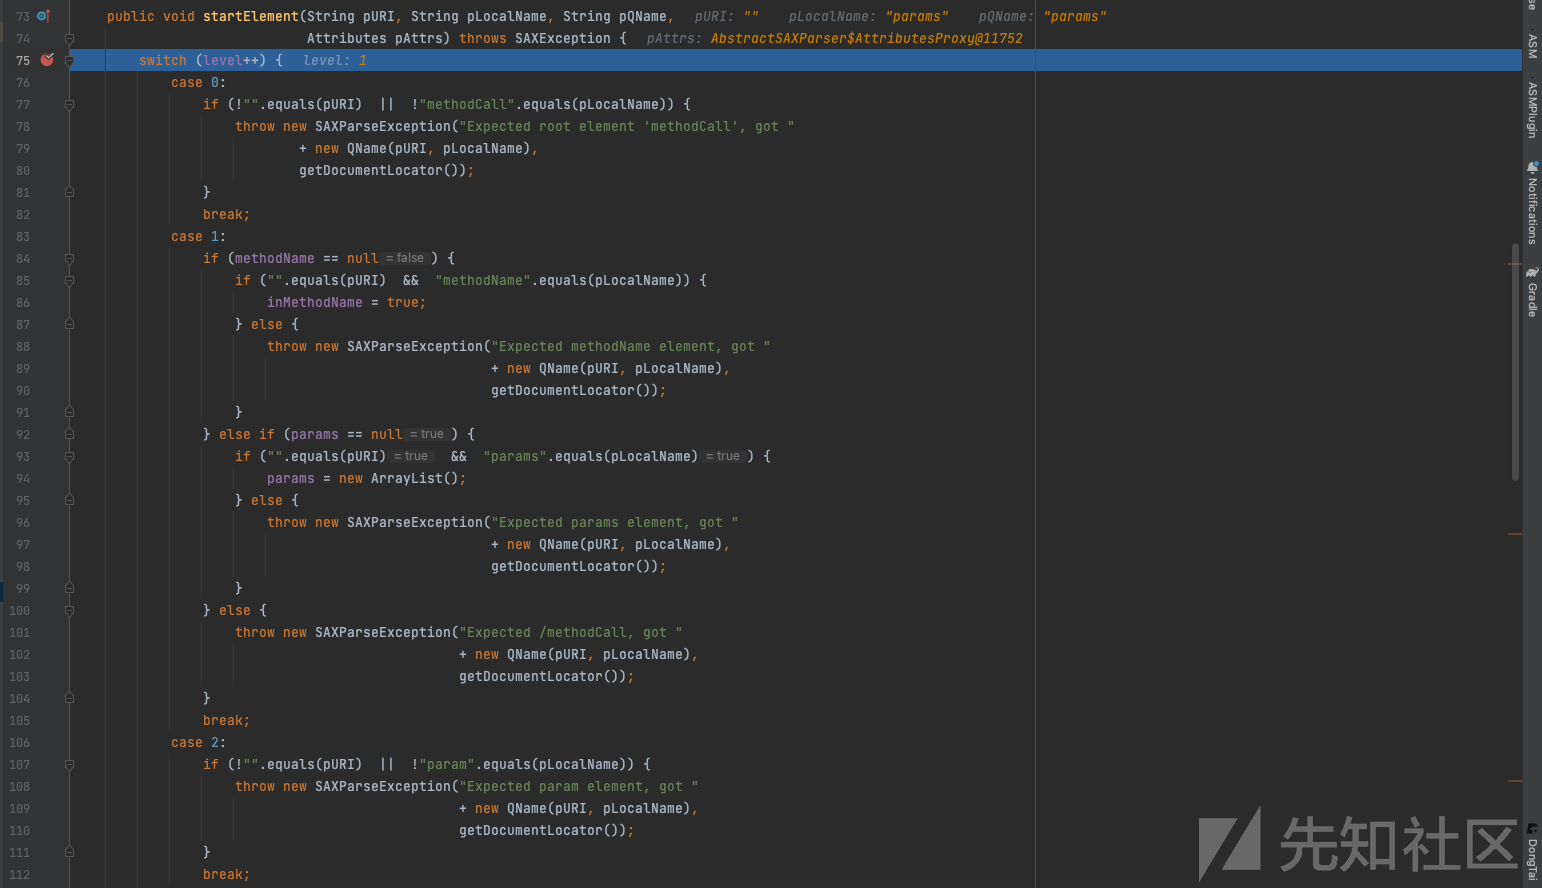 73 public void startElement(String pURI, String pLocalName, String pQName, pURI: "" pLocalName: "params" pQName: "params"
74 Attributes pAttrs) throws SAXException { pAttrs: AbstractSAXParser$AttributesProxy@11752
75 switch (level++) { level: 1
76 case 0:
77 if (!"".equals(pURI) || !"methodCall".equals(pLocalName)) {
78 throw new SAXParseException("Expected root element 'methodCall', got "
79 + new QName(pURI, pLocalName),
80 getDocumentLocator());
81 }
82 break;
83 case 1:
84 if (methodName == null = false ) {
85 if ("".equals(pURI) && "methodName".equals(pLocalName)) {
86 inMethodName = true;
87 } else {
88 throw new SAXParseException("Expected methodName element, got "
89 + new QName(pURI, pLocalName),
90 getDocumentLocator());
91 }
92 } else if (params == null = true ) {
93 if ("".equals(pURI) = true && "params".equals(pLocalName) = true ) {
94 params = new ArrayList();
95 } else {
96 throw new SAXParseException("Expected params element, got "
97 + new QName(pURI, pLocalName),
98 getDocumentLocator());
99 }
100 } else {
101 throw new SAXParseException("Expected /methodCall, got "
102 + new QName(pURI, pLocalName),
103 getDocumentLocator());
104 }
105 break;
106 case 2:
107 if (!"".equals(pURI) || !"param".equals(pLocalName)) {
108 throw new SAXParseException("Expected param element, got "
109 + new QName(pURI, pLocalName),
110 getDocumentLocator());
111 }
112 break;
se
ASM
ASMPlugin
Notifications
Gradle
DongTai
先知社区